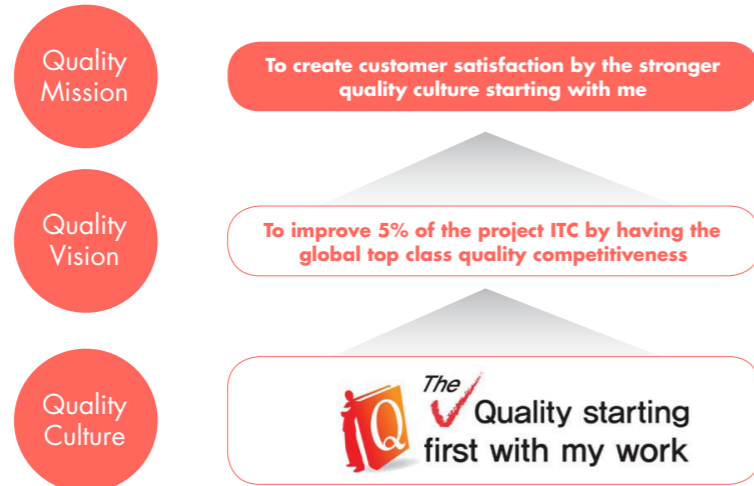 Quality
Mission
To create customer satisfaction by the stronger
quality culture starting with me
Quality
Vision
To improve 5% of the project ITC by having the
global top class quality competitiveness
Quality
Culture
Q
The
Quality starting
first with my work